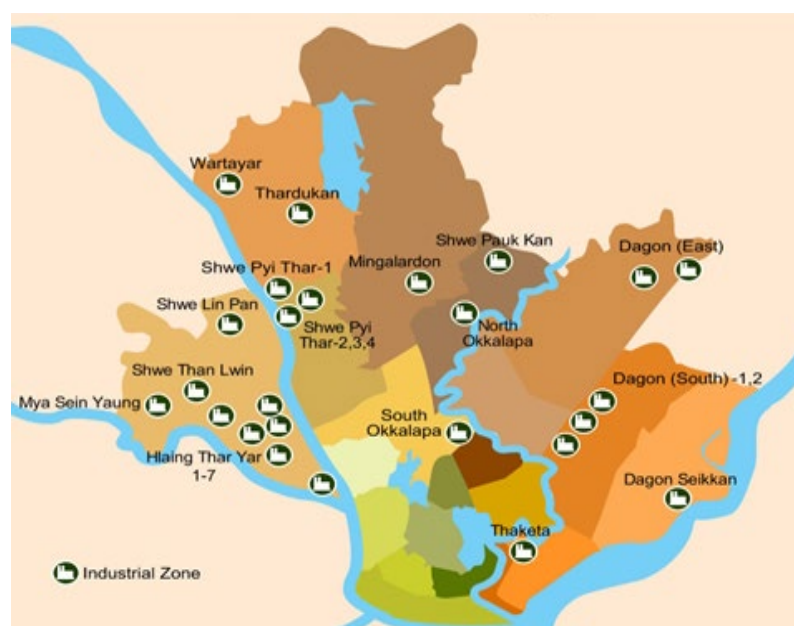 Wartayar
Thardukan
Shwe Pauk Kan
Dagon (East)
Mingalardon
Shwe Pyi Thar-1
Shwe Lin Pan
Shwe Pyi
Thar-2,3,4
North
Okkalapa
Shwe Than Lwin
Dagon (South) -1,2
Mya Sein Yaung
South
Okkalapa
Hlaing Thar Yar
1-7
Dagon Seikkan
Thaketa
Industrial Zone